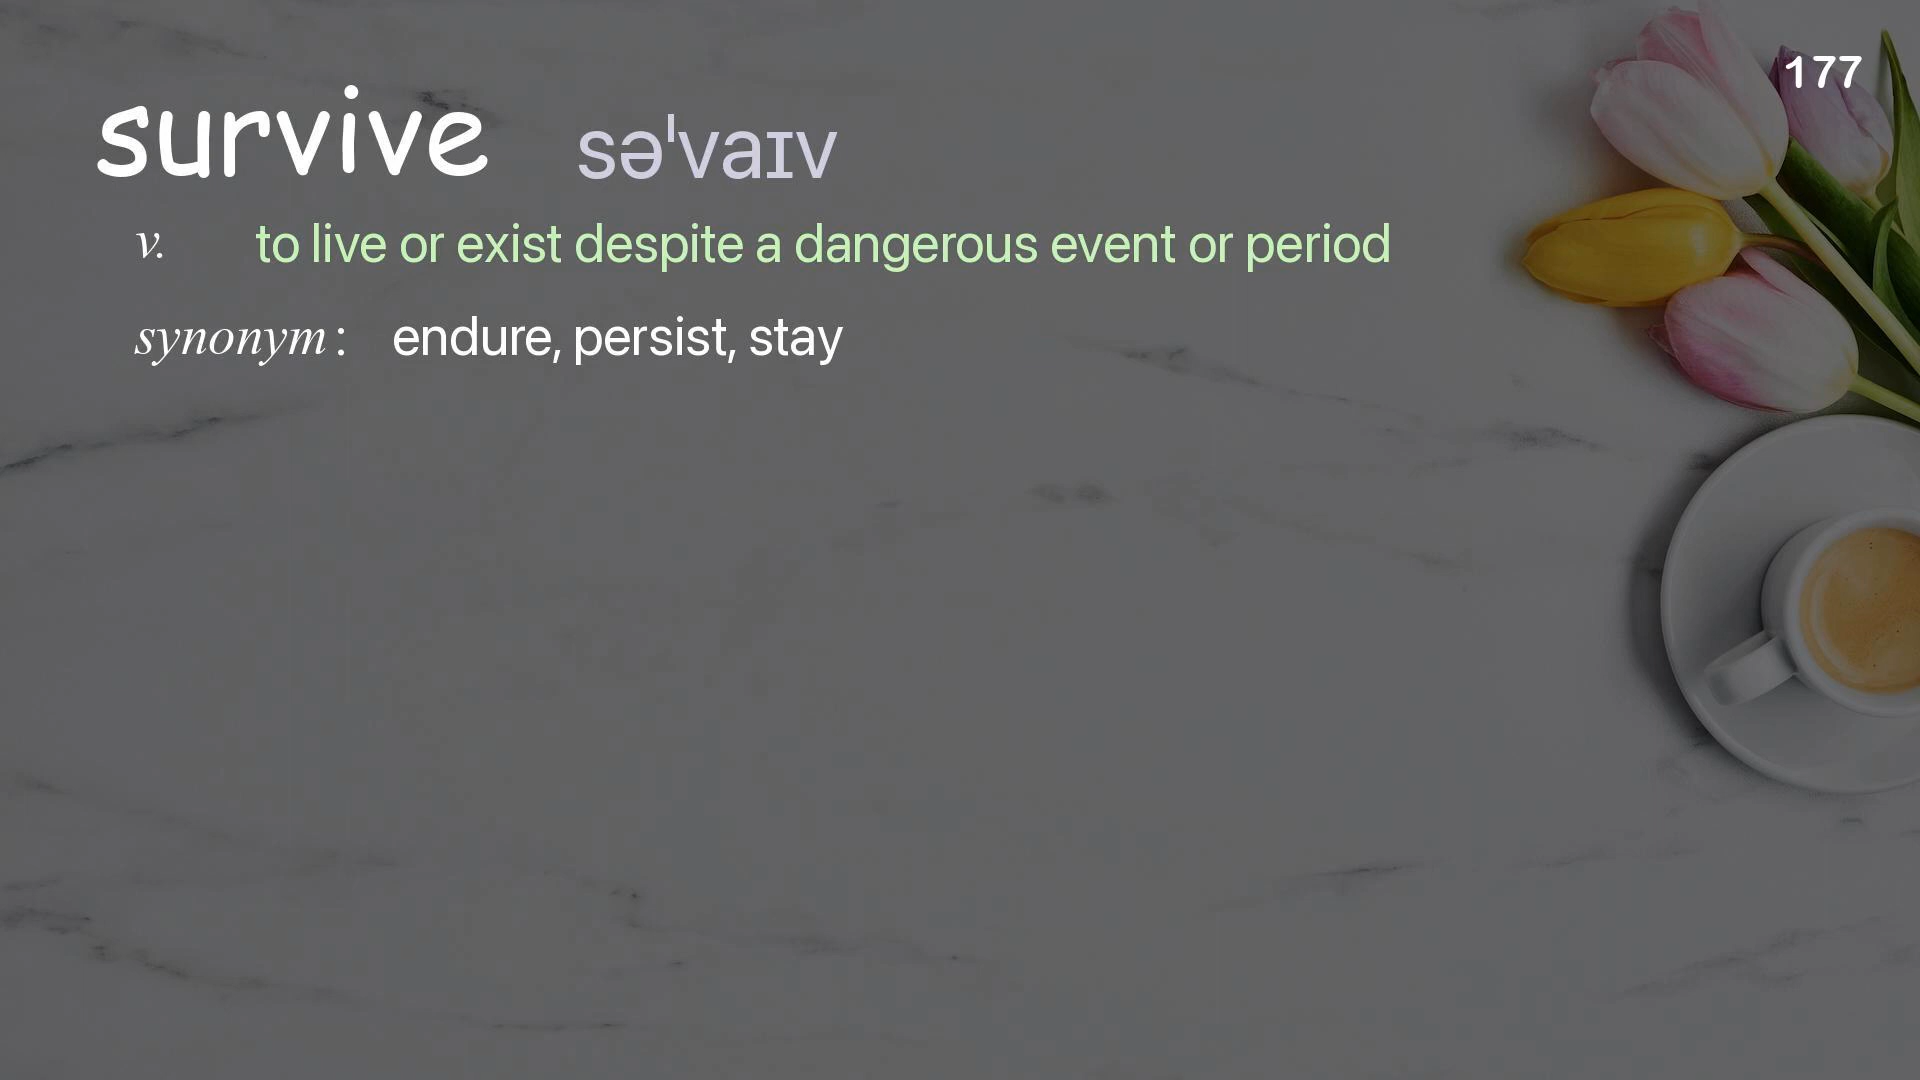 177
survive səˈvaɪv
v. to live or exist despite a dangerous event or period
synonym : endure, persist, stay